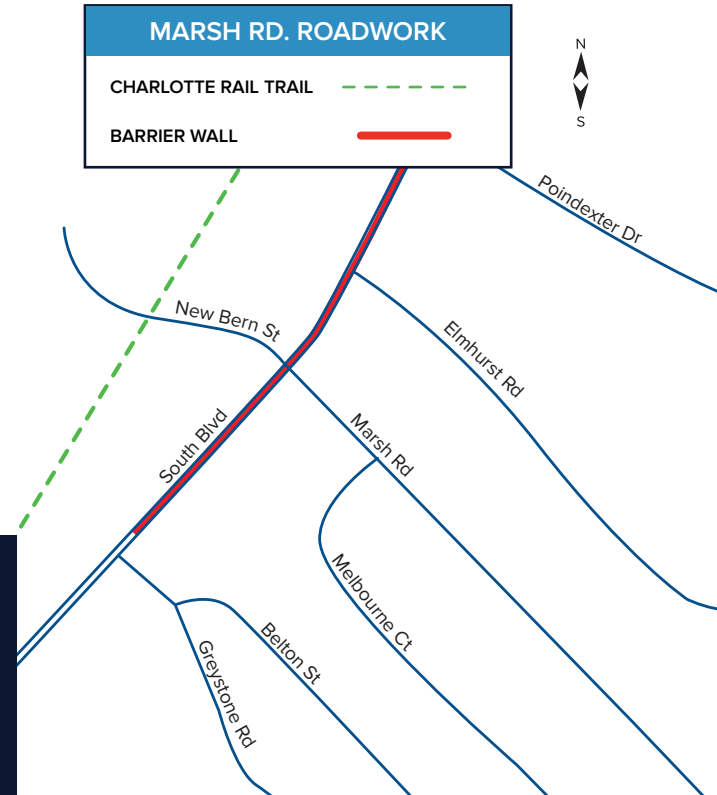 MARSH RD. ROADWORK
CHARLOTTE RAIL TRAIL
BARRIER WALL
N
S
Poindexter Dr
New Bern St
Elmhurst Rd
South Blvd
Marsh Rd
Melbourne Ct
Belton St
Greystone Rd